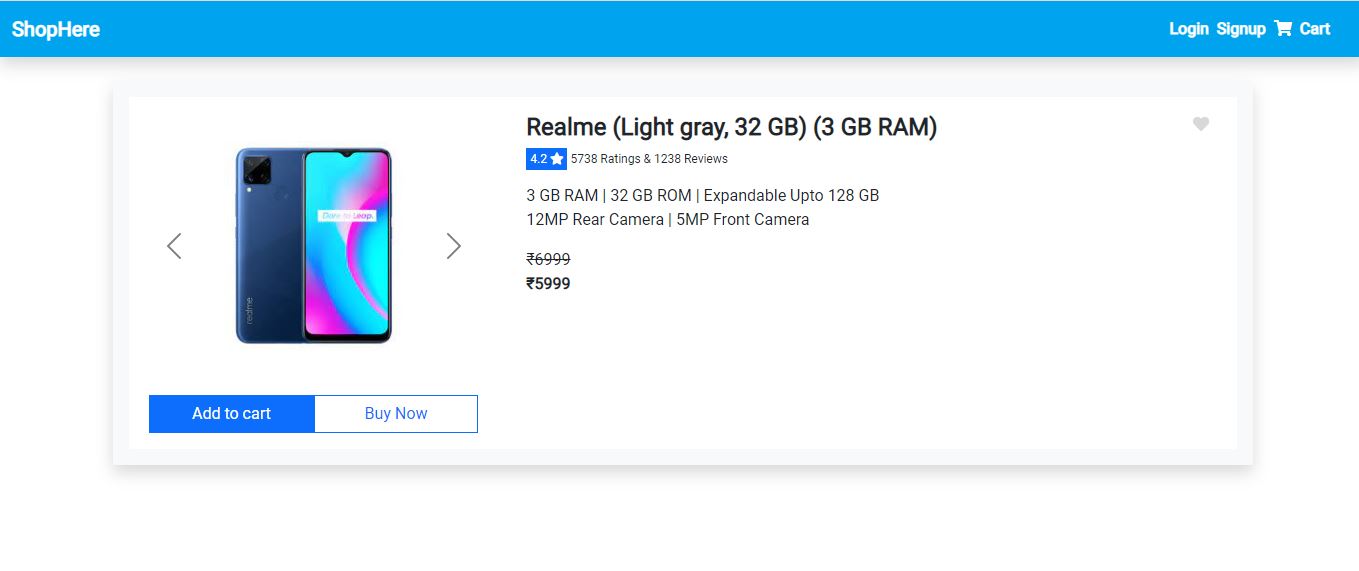 ShopHere
Login Signup Cart
Realme (Light gray, 32 GB) (3 GB RAM)
4.2 5738 Ratings & 1238 Reviews
3 GB RAM | 32 GB ROM | Expandable Upto 128 GB
12MP Rear Camera | 5MP Front Camera
₹6999
₹5999
Dare to Leap.
realme
Add to cart
Buy Now